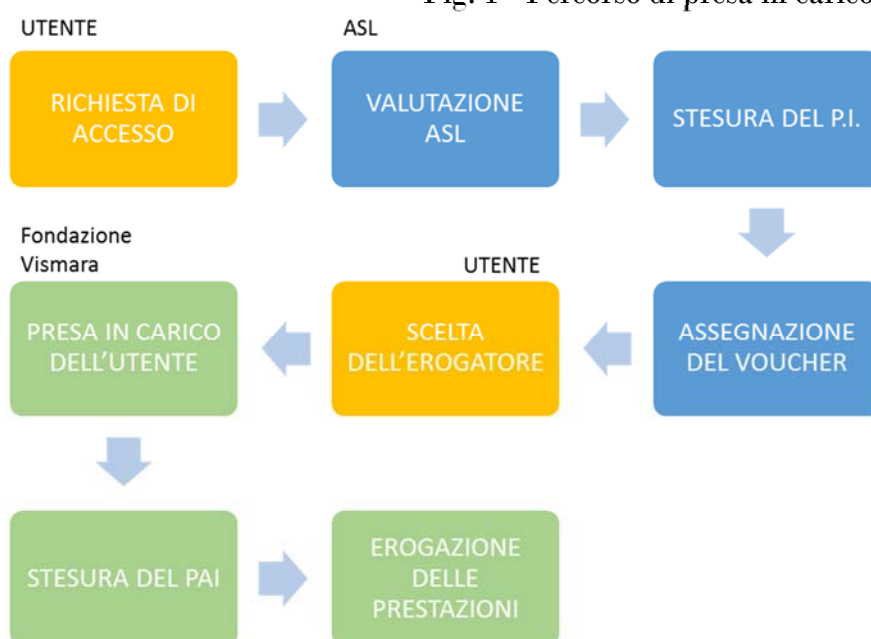 Fig. 1 - Percorso di presa in carico
UTENTE
ASL
RICHIESTA DI
ACCESSO
VALUTAZIONE
ASL
STESURA DEL P.I.
Fondazione
Vismara
UTENTE
PRESA IN CARICO
DELL'UTENTE
SCELTA
DELL'EROGATORE
ASSEGNAZIONE
DEL VOUCHER
STESURA DEL PAI
EROGAZIONE
DELLE
PRESTAZIONI